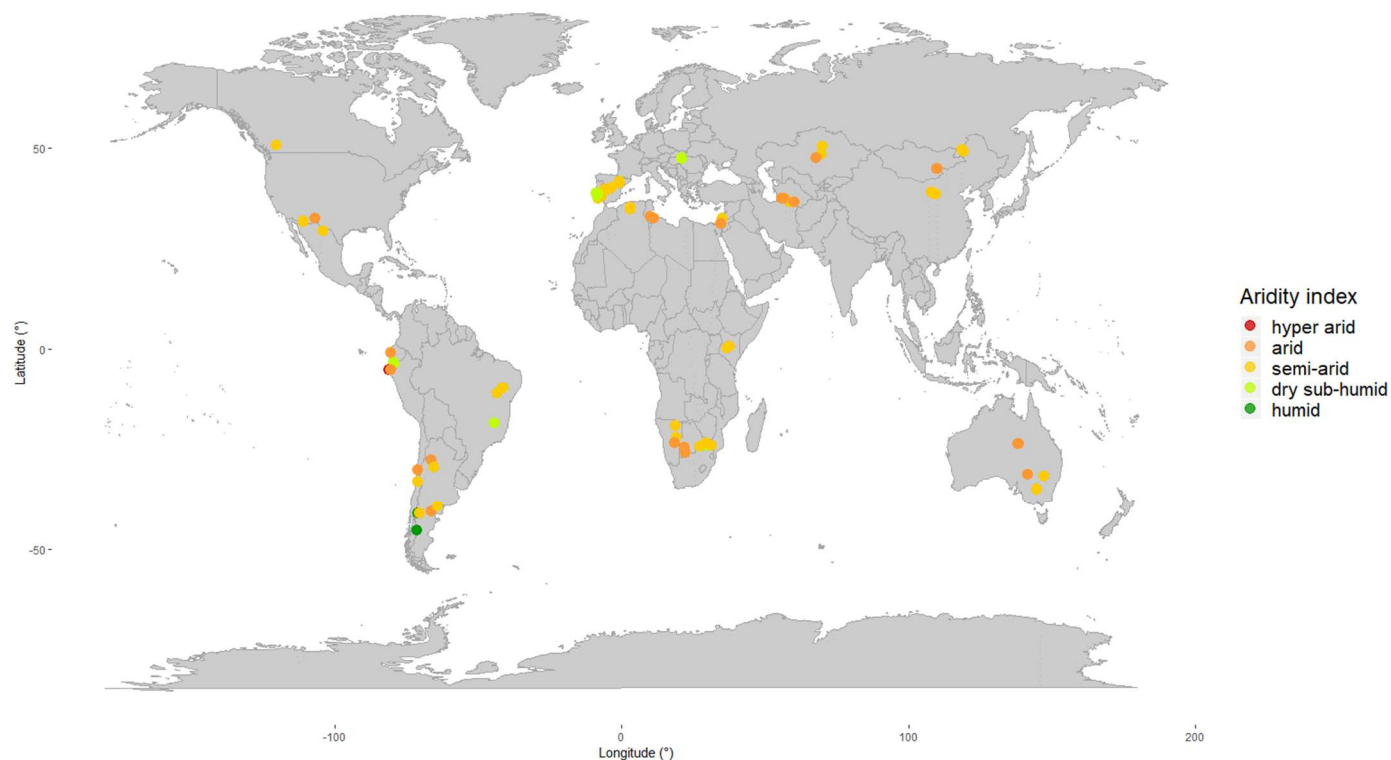 50
0
-50
Latitude (°)
-100
0
100
200
Longitude (°)
Aridity index
hyper arid
arid
semi-arid
dry sub-humid
humid